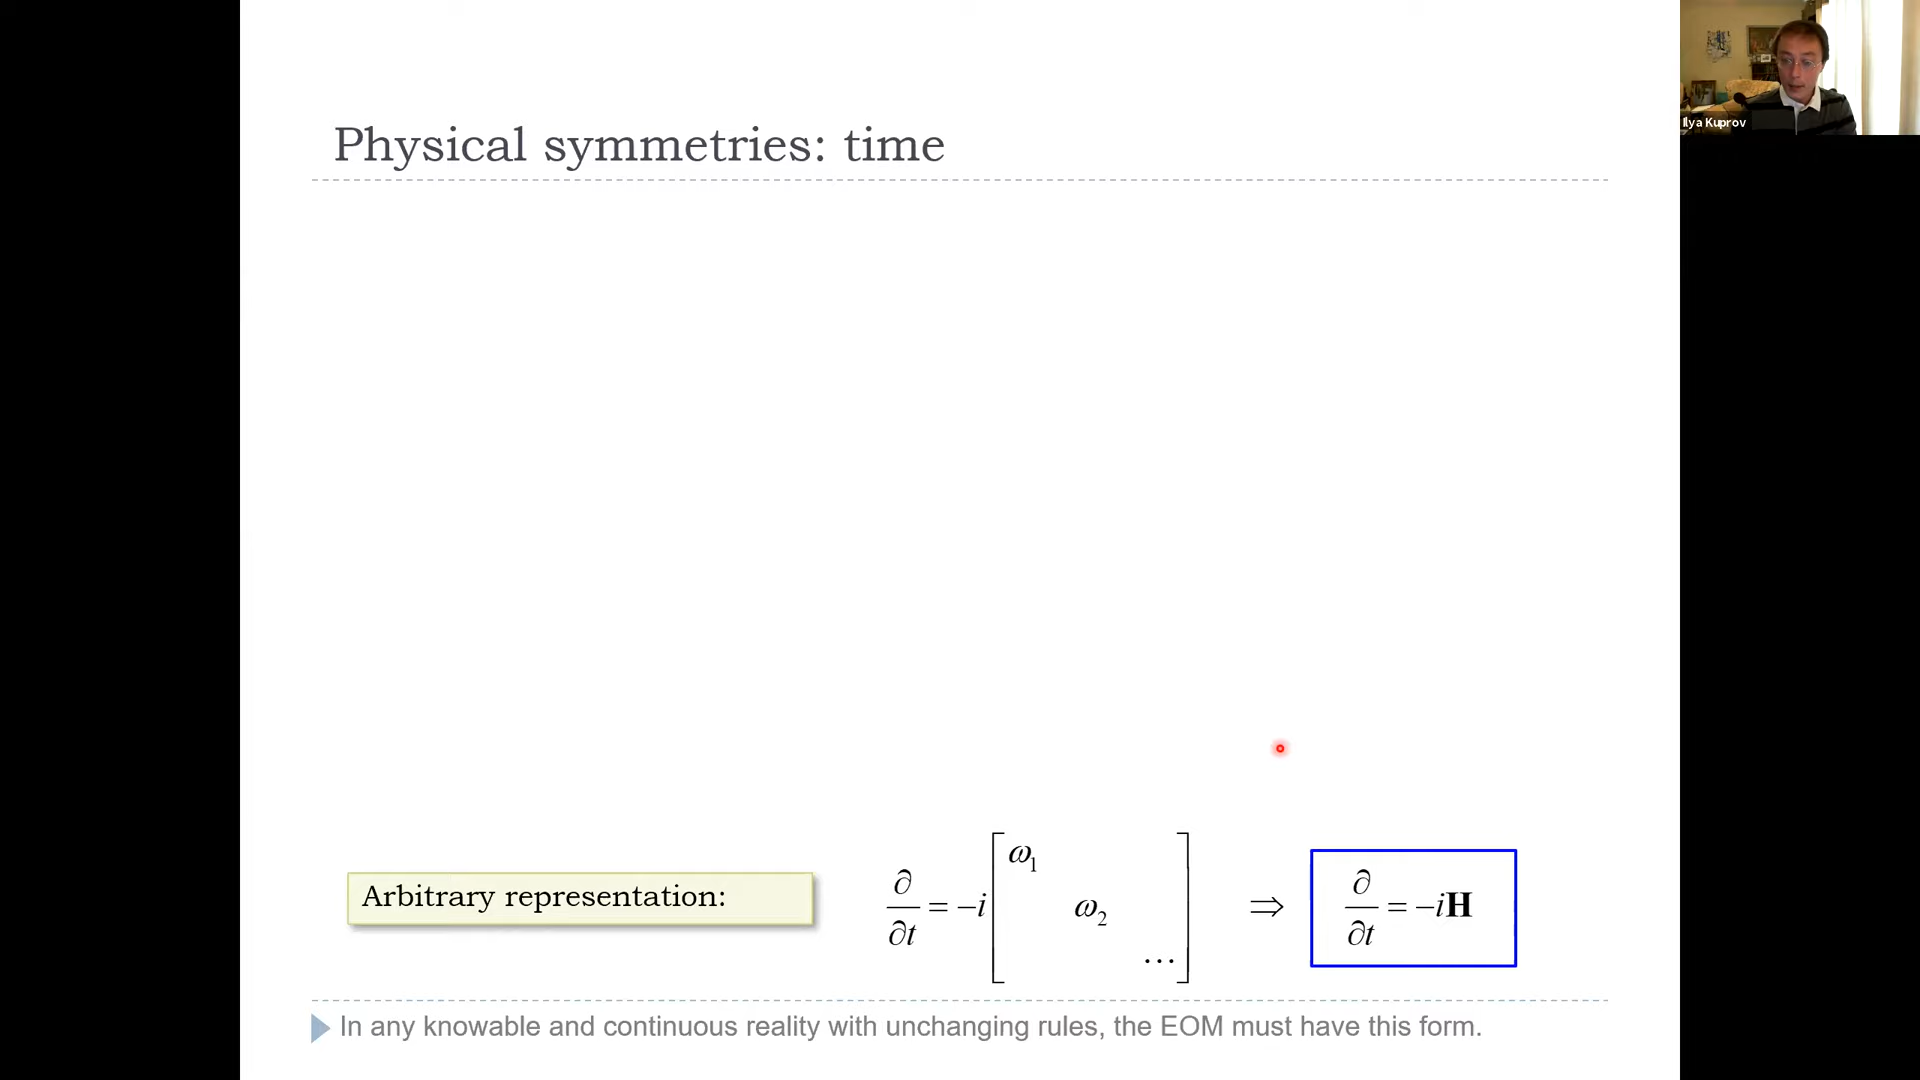 Ilya Kuprov
Physical symmetries: time
Arbitrary representation:
∂/∂t = −i [ω₁ ω₂ …] ⇒ ∂/∂t = −iH
In any knowable and continuous reality with unchanging rules, the EOM must have this form.